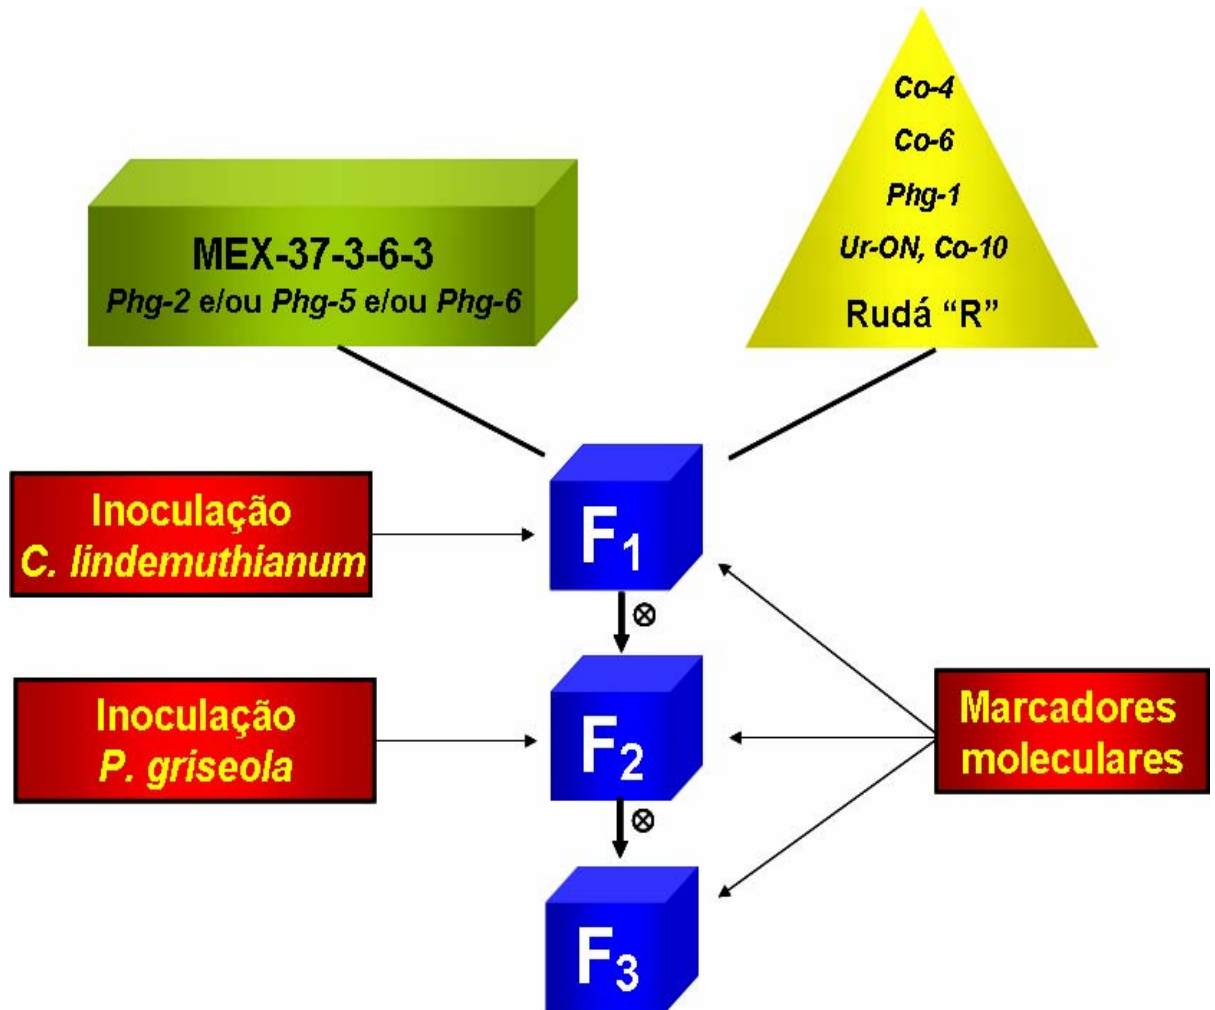 MEX-37-3-6-3
Phg-2 e/ou Phg-5 e/ou Phg-6
Co-4
Co-6
Phg-1
Ur-ON, Co-10
Rudá “R”
Inoculação
C. lindemuthianum
F₁
⊗
Inoculação
P. griseola
F₂
⊗
Marcadores
moleculares
F₃